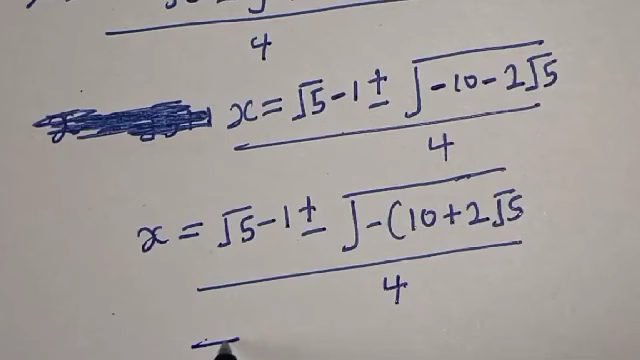 4
x = √5 - 1 ± √-10 - 2√5
4
x = √5 - 1 ± √-(10 + 2√5
4